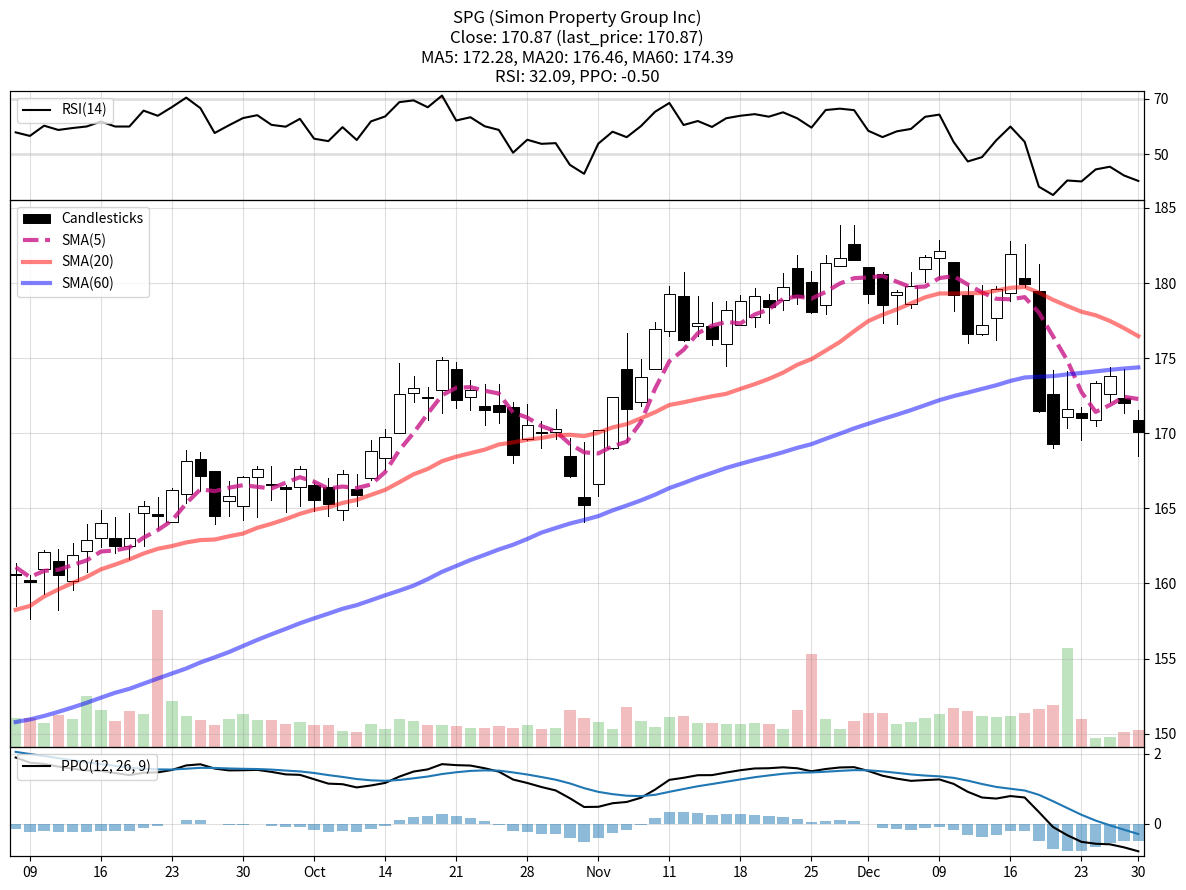 SPG (Simon Property Group Inc)
Close: 170.87 (last_price: 170.87)
MA5: 172.28, MA20: 176.46, MA60: 174.39
RSI: 32.09, PPO: -0.50
RSI(14)
70
50
Candlesticks
SMA(5)
SMA(20)
SMA(60)
185
180
175
170
165
160
155
150
PPO(12, 26, 9)
2
0
09 16 23 30 Oct 14 21 28 Nov 11 18 25 Dec 09 16 23 30